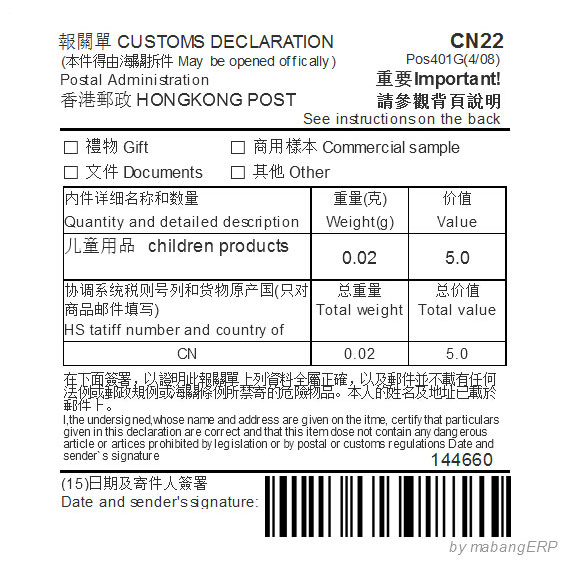 報關單 CUSTOMS DECLARATION CN22
(本件得由海關拆件 May be opened offically) Pos401G(4/08)
Postal Administration 重要Important!
香港郵政 HONGKONG POST 請參觀背頁說明
See instructions on the back
□ 禮物 Gift □ 商用樣本 Commercial sample
□ 文件 Documents □ 其他 Other
内件详细名称和数量 重量(克) 价值
Quantity and detailed description Weight(g) Value
儿童用品 children products 0.02 5.0
协调系统税则号列和货物原产国(只对 总重量 总价值
商品邮件填写) Total weight Total value
HS tatiff number and country of
CN 0.02 5.0
在下面簽署，以證明此報關單上列資料全屬正確，以及郵件並不載有任何
法例或郵政規例或海關條例所禁寄的危險物品。本人的姓名及地址已載於
郵件上。
I,the undersigned,whose name and address are given on the itme, certify that particulars
given in this declaration are correct and that this item dose not contain any dangerous
article or artices prohibited by legislation or by postal or customs regulations Date and
sender`s signature 144660
(15)日期及寄件人簽署
Date and sender's signature:
by mabangERP